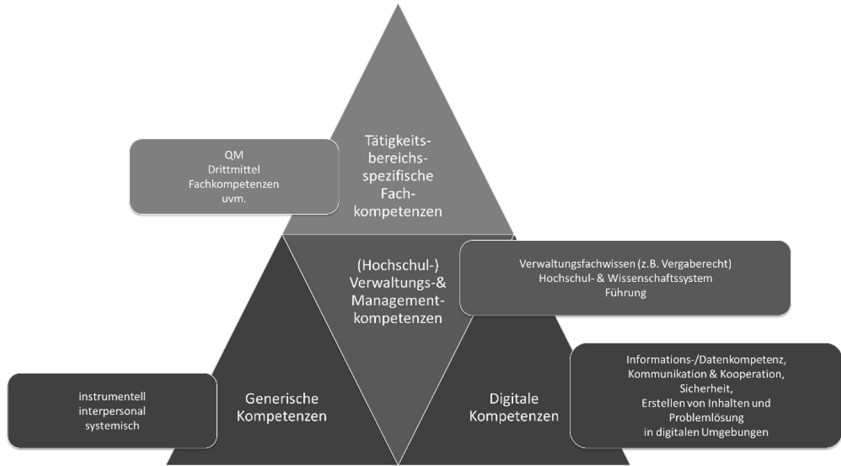 Tätigkeits-
bereichs-
spezifische
Fach-
kompetenzen
QM
Drittmittel
Fachkompetenzen
uvm.
(Hochschul-)
Verwaltungs-&
Management-
kompetenzen
Verwaltungsfachwissen (z.B. Vergaberecht)
Hochschul- & Wissenschaftssystem
Führung
instrumentell
interpersonal
systemisch
Generische
Kompetenzen
Digitale
Kompetenzen
Informations-/Datenkompetenz,
Kommunikation & Kooperation,
Sicherheit,
Erstellen von Inhalten und
Problemlösung
in digitalen Umgebungen